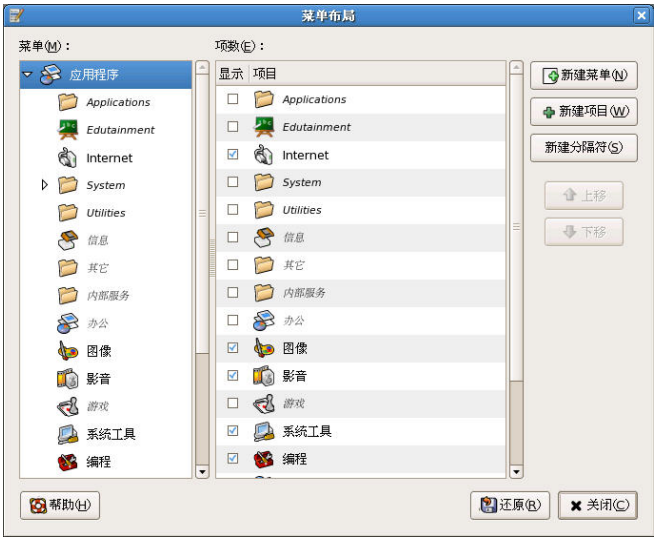 菜单布局
菜单(M)：
项数(E)：
应用程序
Applications
Edutainment
Internet
System
Utilities
信息
其它
内部服务
办公
图像
影音
游戏
系统工具
编程
显示 项目
Applications
Edutainment
Internet
System
Utilities
信息
其它
内部服务
办公
图像
影音
游戏
系统工具
编程
新建菜单(N)
新建项目(W)
新建分隔符(S)
上移
下移
帮助(H)
还原(R)
关闭(C)